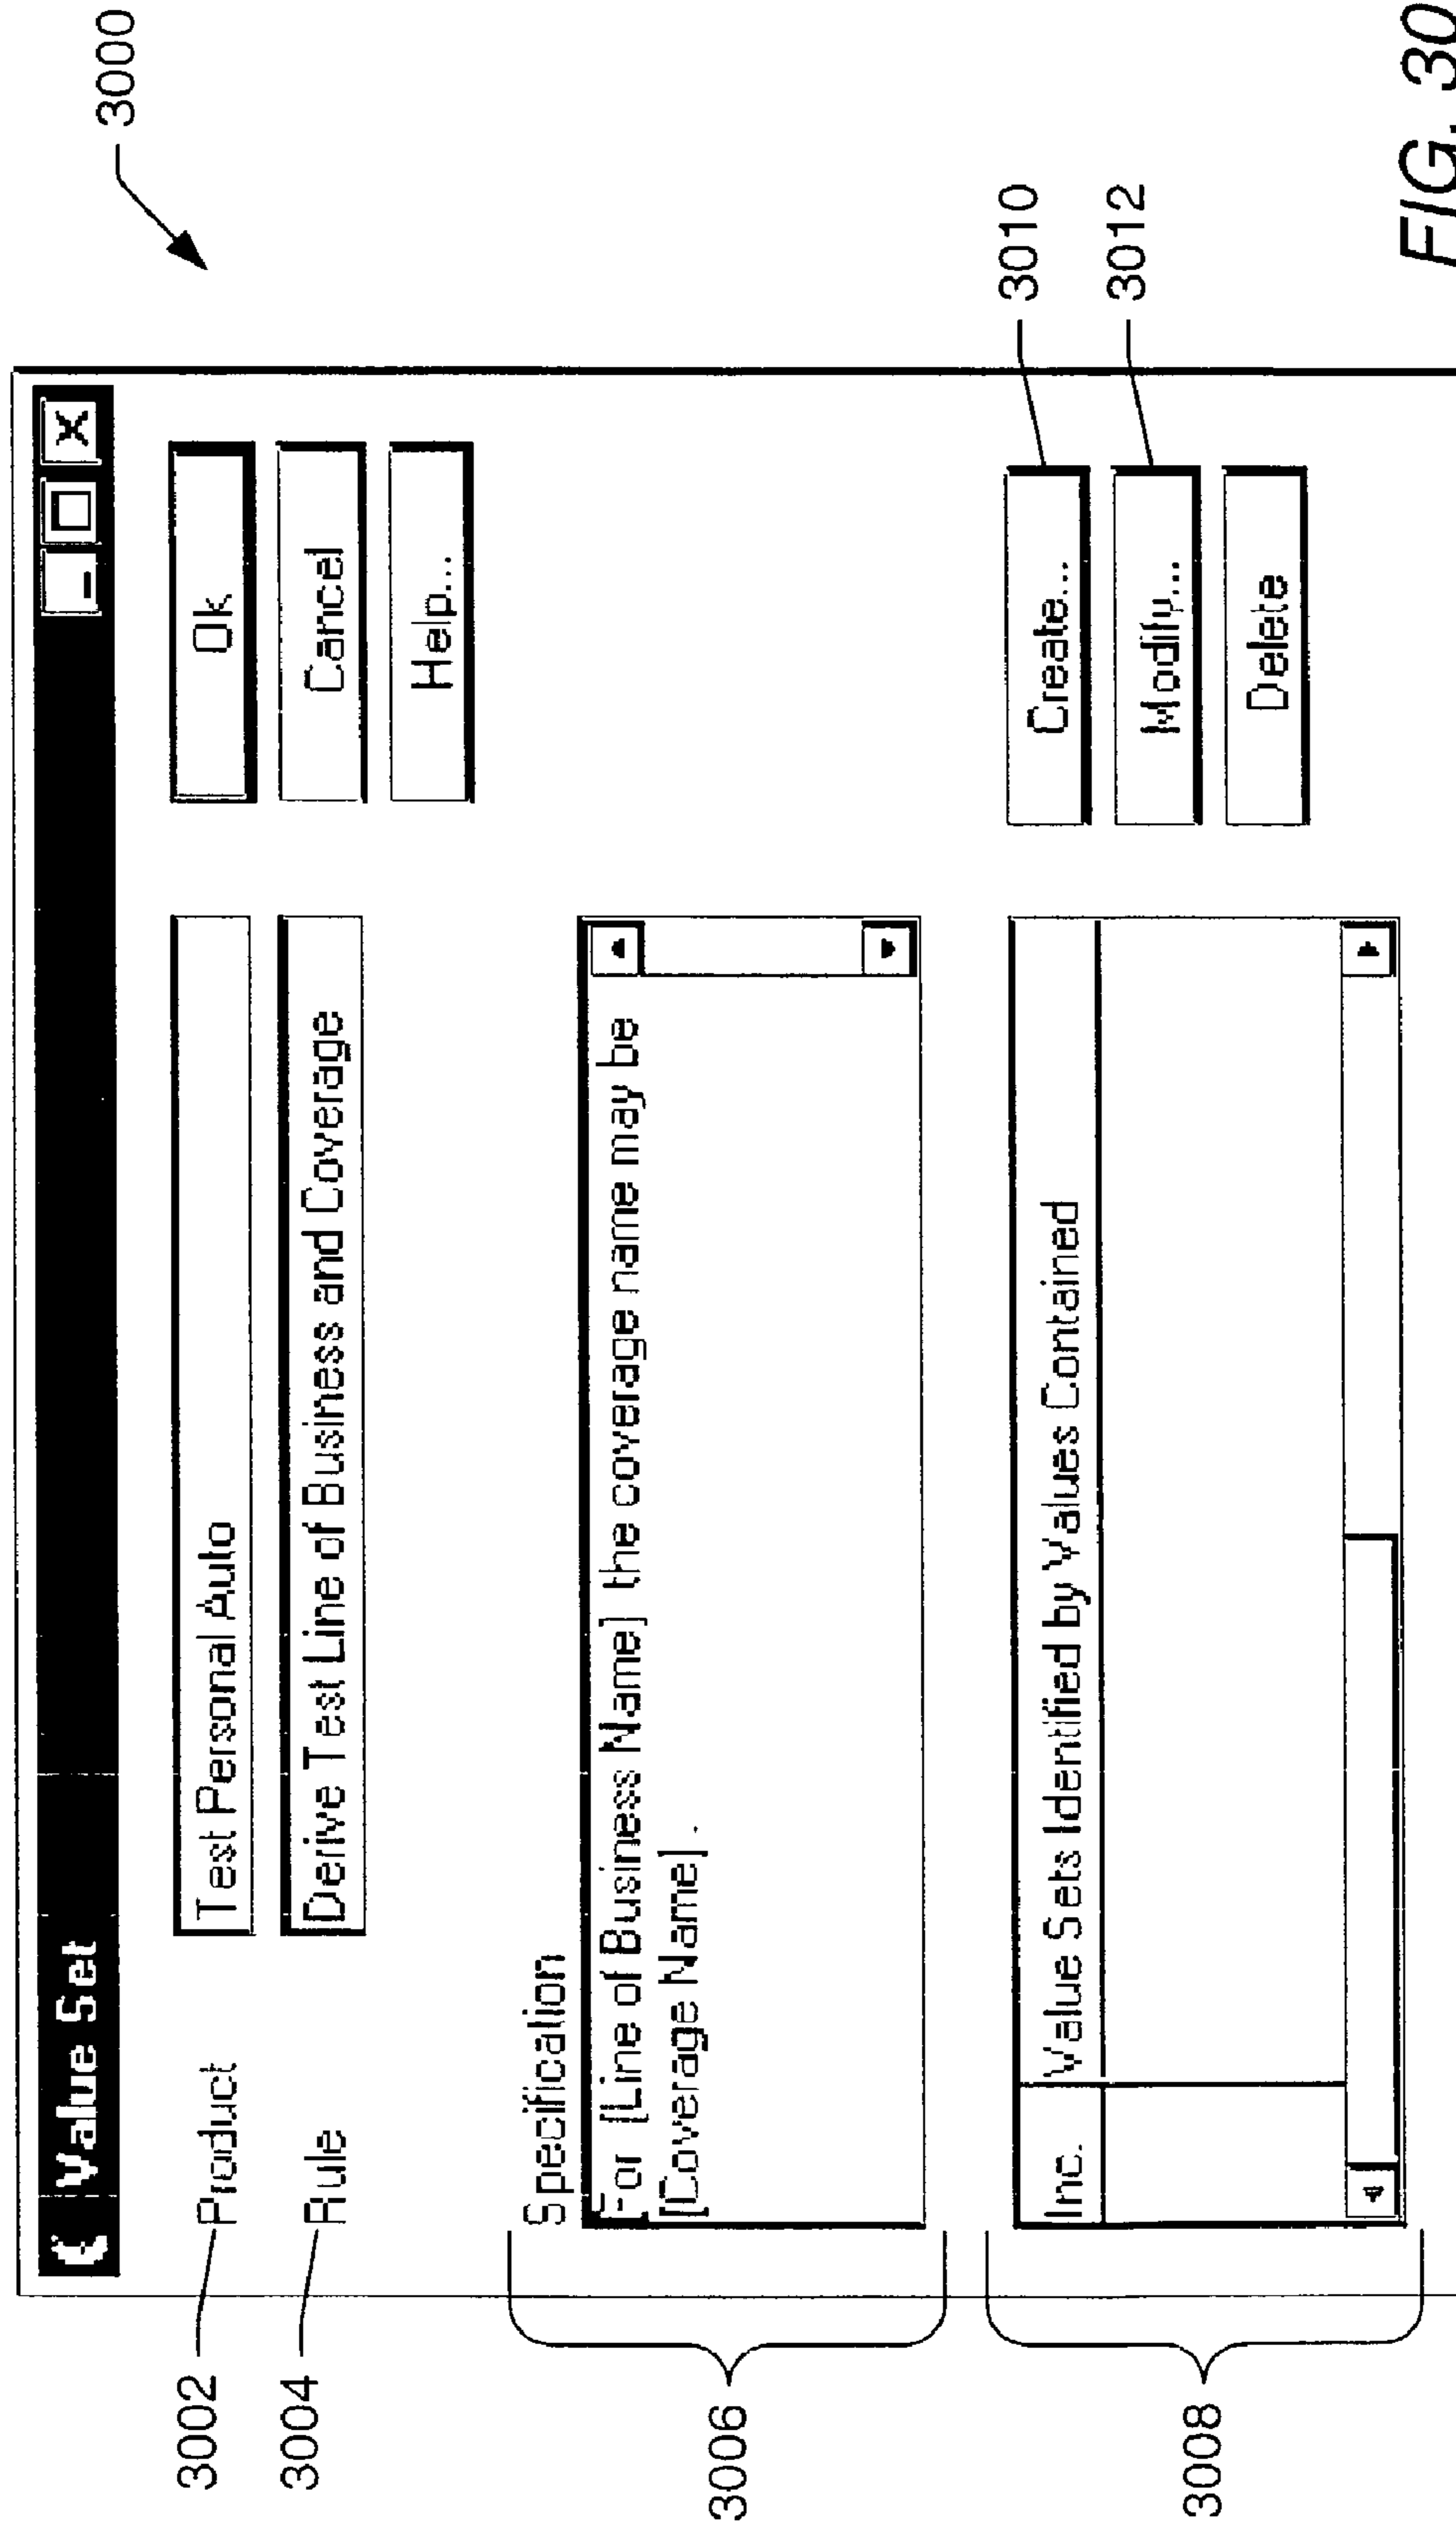 3000
Value Set
3002 Product Test Personal Auto Ok
3004 Rule Derive Test Line of Business and Coverage Cancel
Help...
Specification
3006
For [Line of Business Name] the coverage name may be
[Coverage Name].
3008
Inc. Value Sets Identified by Values Contained
Create... 3010
Modify... 3012
Delete
FIG. 30